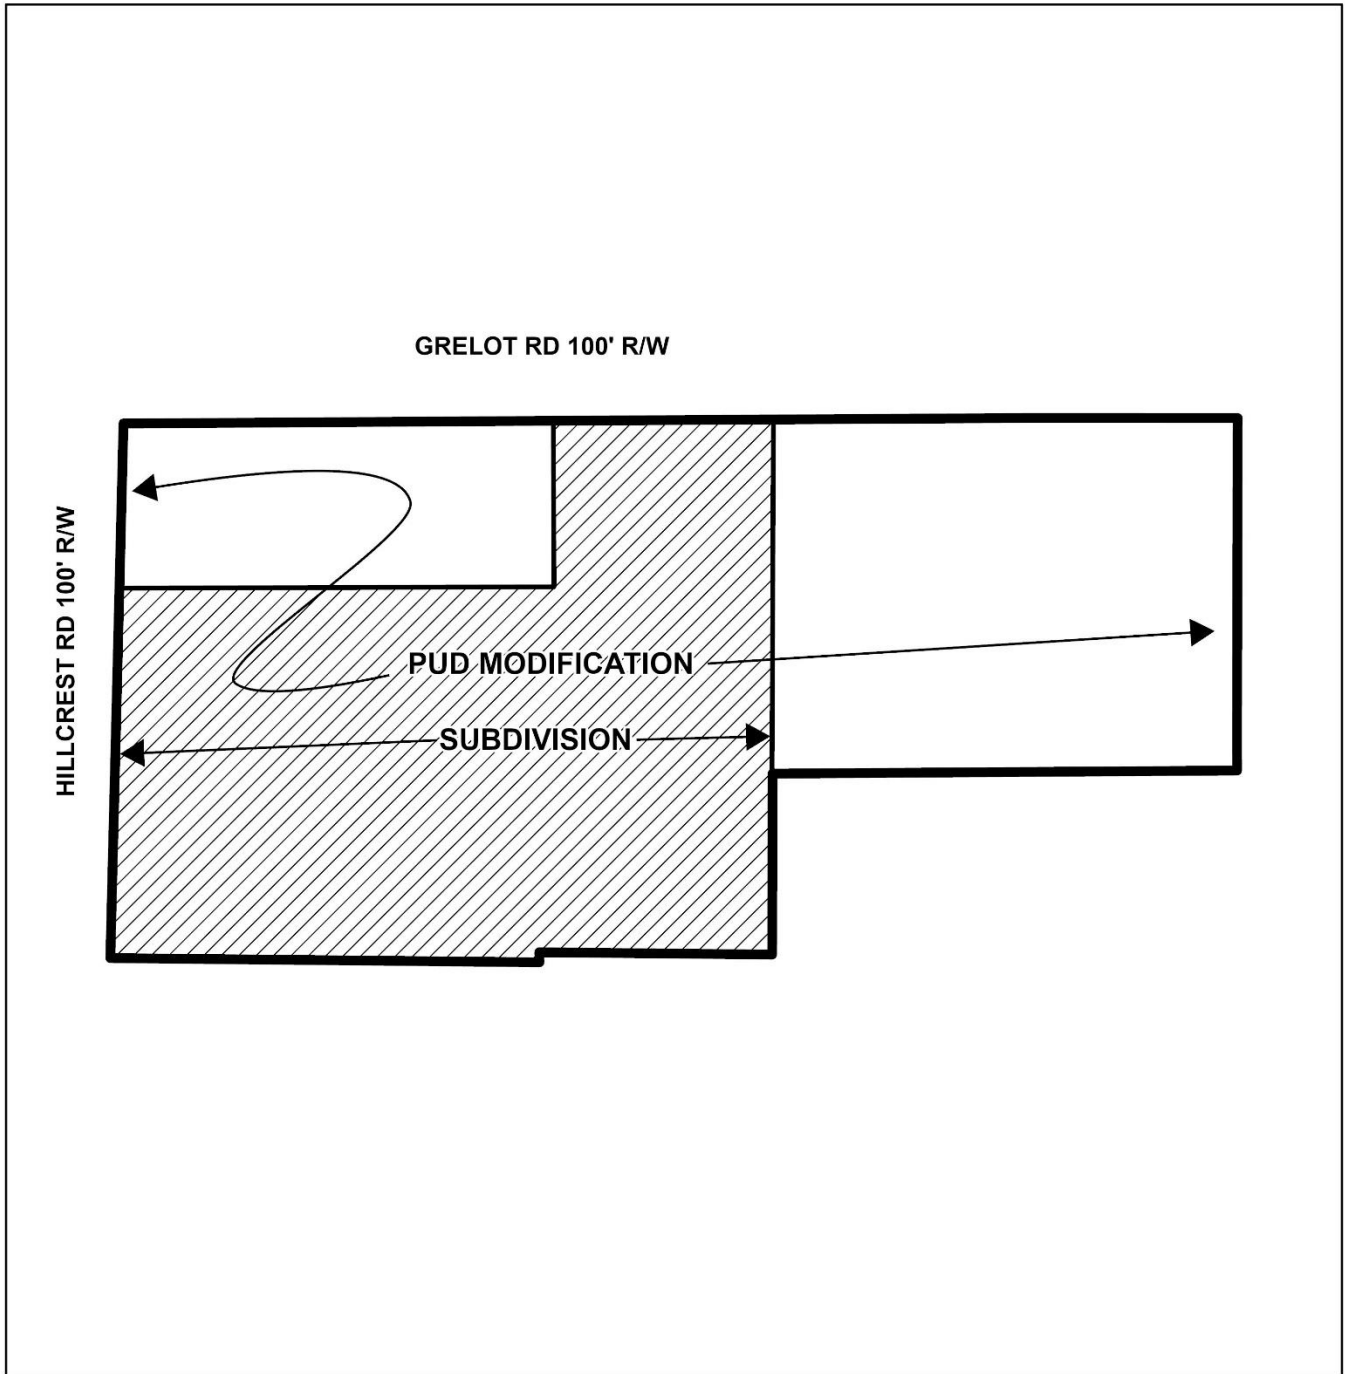 GRELOT RD 100' R/W
HILLCREST RD 100' R/W
PUD MODIFICATION
SUBDIVISION